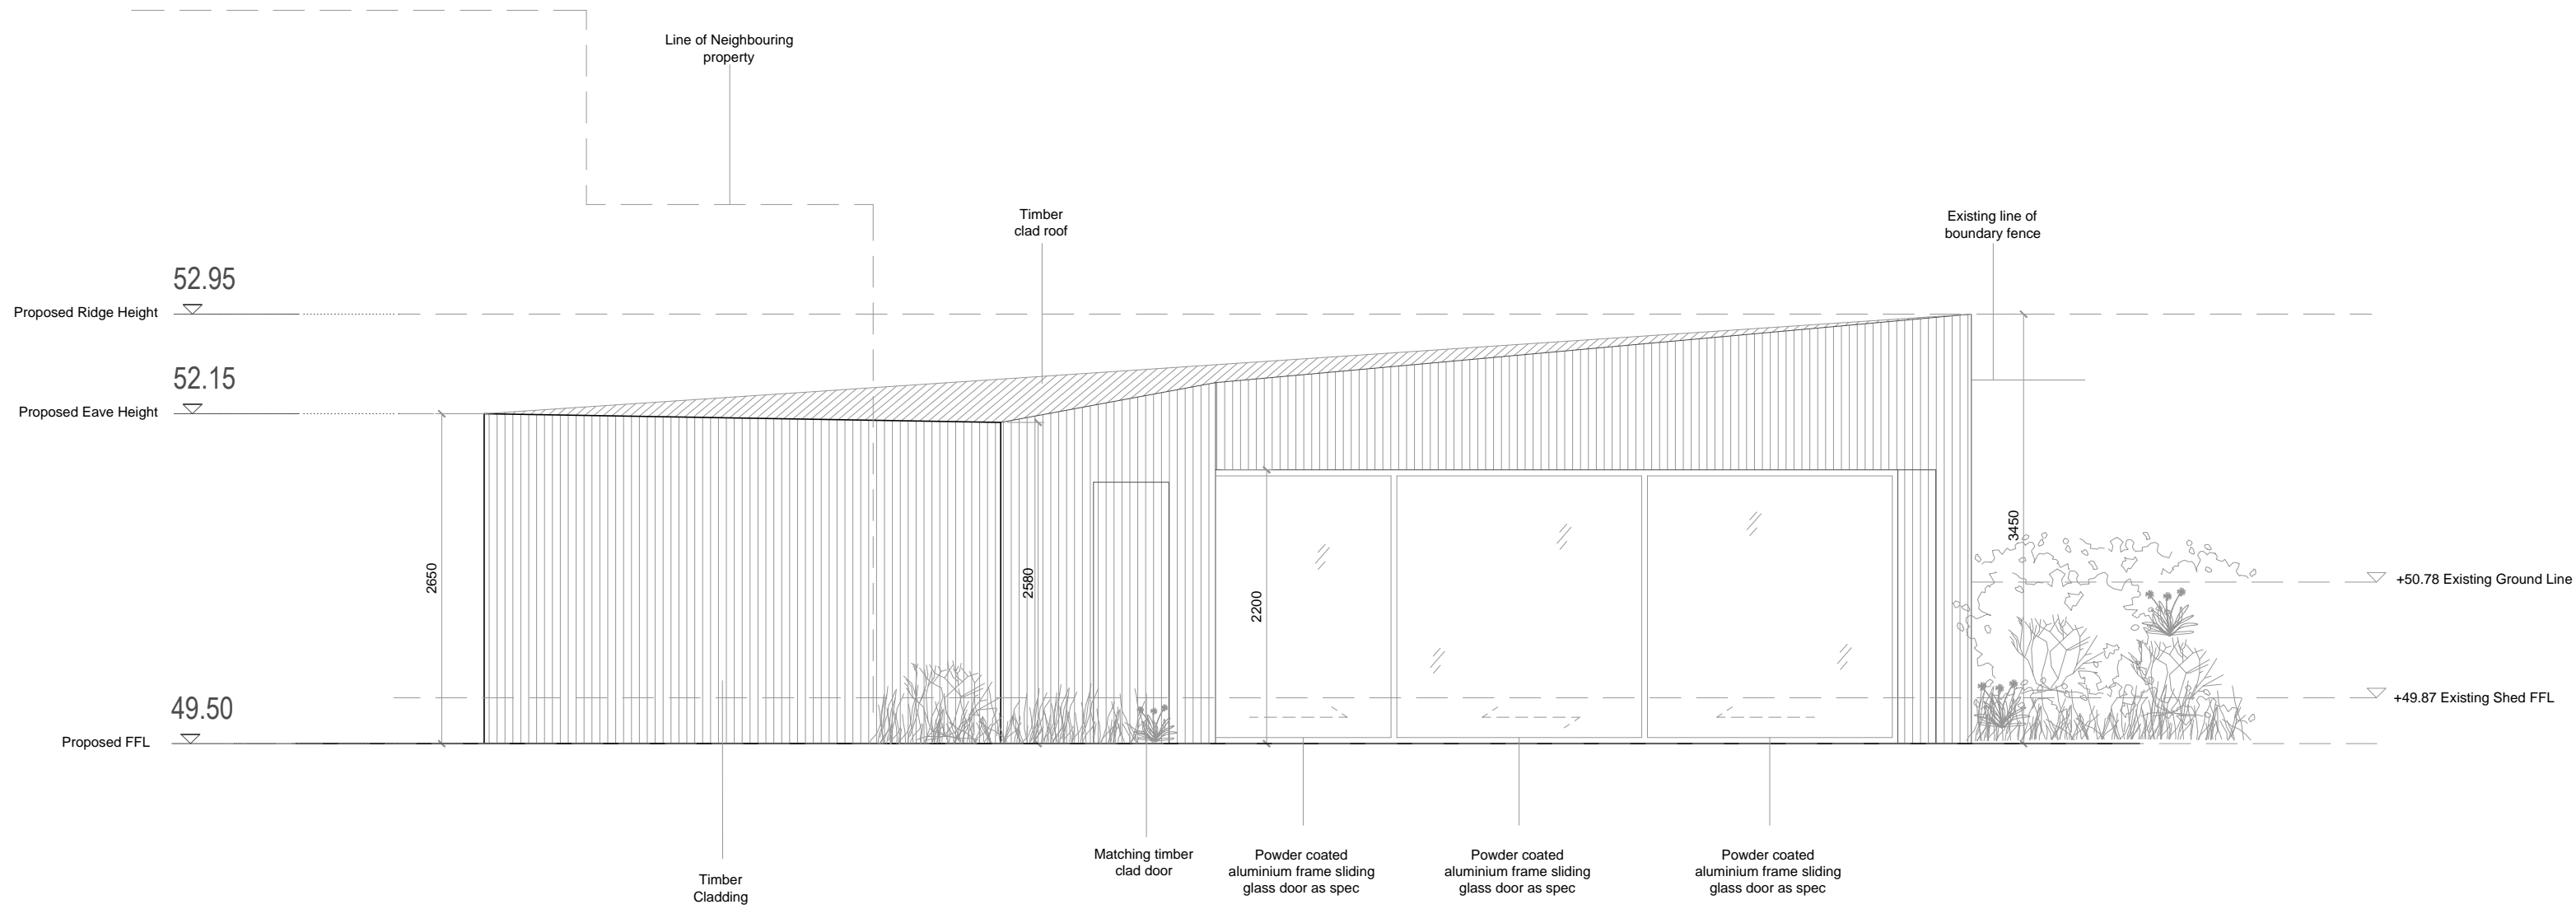 Line of Neighbouring
property
Timber
clad roof
Existing line of
boundary fence
52.95
Proposed Ridge Height
52.15
Proposed Eave Height
2650
2580
2200
3450
+50.78 Existing Ground Line
+49.87 Existing Shed FFL
49.50
Proposed FFL
Timber
Cladding
Matching timber
clad door
Powder coated
aluminium frame sliding
glass door as spec
Powder coated
aluminium frame sliding
glass door as spec
Powder coated
aluminium frame sliding
glass door as spec